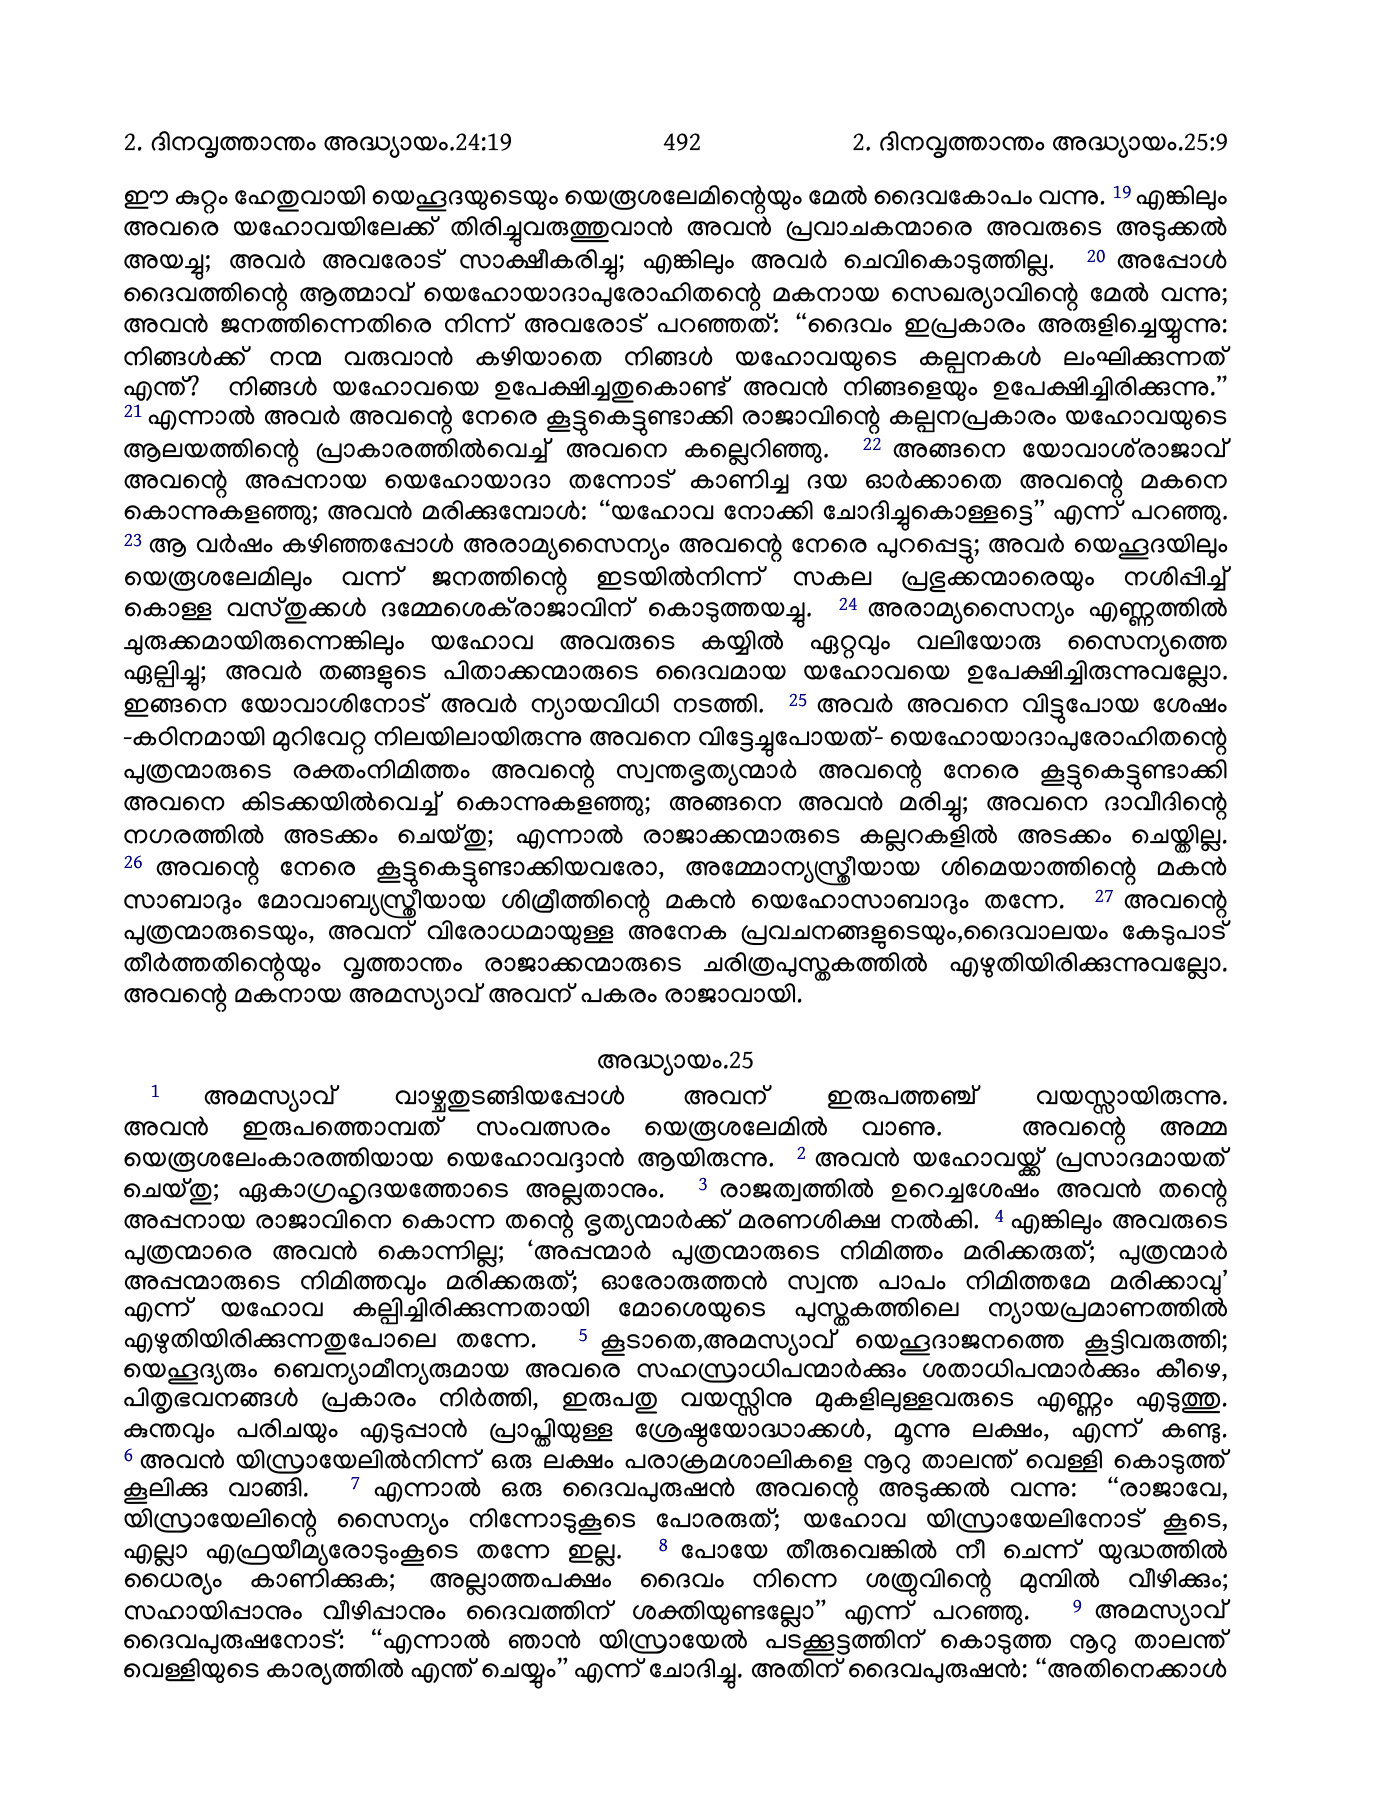 2. ദിനവൃത്താന്തം അദ്ധ്യായം.24:19 492 2. ദിനവൃത്താന്തം അദ്ധ്യായം.25:9
ഈ കുറ്റം ഹേതുവായി യെഹൂദയുടെയും യെരൂശലേമിന്റെയും മേൽ ദൈവകോപം വന്നു. 19 എങ്കിലും
അവരെ യഹോവയിലേക്ക് തിരിച്ചുവരുത്തുവാൻ അവൻ പ്രവാചകന്മാരെ അവരുടെ അടുക്കൽ
അയച്ചു; അവർ അവരോട് സാക്ഷീകരിച്ചു; എങ്കിലും അവർ ചെവികൊടുത്തില്ല. 20 അപ്പോൾ
ദൈവത്തിന്റെ ആത്മാവ് യെഹോയാദാപുരോഹിതന്റെ മകനായ സെഖര്യാവിന്റെ മേൽ വന്നു;
അവൻ ജനത്തിന്നെതിരെ നിന്ന് അവരോട് പറഞ്ഞത്: “ദൈവം ഇപ്രകാരം അരുളിച്ചെയ്യുന്നു:
നിങ്ങൾക്ക് നന്മ വരുവാൻ കഴിയാതെ നിങ്ങൾ യഹോവയുടെ കല്പനകൾ ലംഘിക്കുന്നത്
എന്ത്? നിങ്ങൾ യഹോവയെ ഉപേക്ഷിച്ചതുകൊണ്ട് അവൻ നിങ്ങളെയും ഉപേക്ഷിച്ചിരിക്കുന്നു.”
21 എന്നാൽ അവർ അവന്റെ നേരെ കൂട്ടുകെട്ടുണ്ടാക്കി രാജാവിന്റെ കല്പനപ്രകാരം യഹോവയുടെ
ആലയത്തിന്റെ പ്രാകാരത്തിൽവെച്ച് അവനെ കല്ലെറിഞ്ഞു. 22 അങ്ങനെ യോവാശ്‌രാജാവ്
അവന്റെ അപ്പനായ യെഹോയാദാ തന്നോട് കാണിച്ച ദയ ഓർക്കാതെ അവന്റെ മകനെ
കൊന്നുകളഞ്ഞു; അവൻ മരിക്കുമ്പോൾ: “യഹോവ നോക്കി ചോദിച്ചുകൊള്ളട്ടെ” എന്ന് പറഞ്ഞു.
23 ആ വർഷം കഴിഞ്ഞപ്പോൾ അരാമ്യസൈന്യം അവന്റെ നേരെ പുറപ്പെട്ടു; അവർ യെഹൂദയിലും
യെരൂശലേമിലും വന്ന് ജനത്തിന്റെ ഇടയിൽനിന്ന് സകല പ്രഭുക്കന്മാരെയും നശിപ്പിച്ച്
കൊള്ള വസ്തുക്കൾ ദമ്മേശെക്‌രാജാവിന് കൊടുത്തയച്ചു. 24 അരാമ്യസൈന്യം എണ്ണത്തിൽ
ചുരുക്കമായിരുന്നെങ്കിലും യഹോവ അവരുടെ കയ്യിൽ ഏറ്റവും വലിയോരു സൈന്യത്തെ
ഏല്പിച്ചു; അവർ തങ്ങളുടെ പിതാക്കന്മാരുടെ ദൈവമായ യഹോവയെ ഉപേക്ഷിച്ചിരുന്നുവല്ലോ.
ഇങ്ങനെ യോവാശിനോട് അവർ ന്യായവിധി നടത്തി. 25 അവർ അവനെ വിട്ടുപോയ ശേഷം
-കഠിനമായി മുറിവേറ്റ നിലയിലായിരുന്നു അവനെ വിട്ടേച്ചുപോയത്- യെഹോയാദാപുരോഹിതന്റെ
പുത്രന്മാരുടെ രക്തംനിമിത്തം അവന്റെ സ്വന്തഭൃത്യന്മാർ അവന്റെ നേരെ കൂട്ടുകെട്ടുണ്ടാക്കി
അവനെ കിടക്കയിൽവെച്ച് കൊന്നുകളഞ്ഞു; അങ്ങനെ അവൻ മരിച്ചു; അവനെ ദാവീദിന്റെ
നഗരത്തിൽ അടക്കം ചെയ്തു; എന്നാൽ രാജാക്കന്മാരുടെ കല്ലറകളിൽ അടക്കം ചെയ്തില്ല.
26 അവന്റെ നേരെ കൂട്ടുകെട്ടുണ്ടാക്കിയവരോ, അമ്മോന്യസ്ത്രീയായ ശിമെയാത്തിന്റെ മകൻ
സാബാദും മോവാബ്യസ്ത്രീയായ ശിമ്രീത്തിന്റെ മകൻ യെഹോസാബാദും തന്നേ. 27 അവന്റെ
പുത്രന്മാരുടെയും, അവന് വിരോധമായുള്ള അനേക പ്രവചനങ്ങളുടെയും,ദൈവാലയം കേടുപാട്
തീർത്തതിന്റെയും വൃത്താന്തം രാജാക്കന്മാരുടെ ചരിത്രപുസ്തകത്തിൽ എഴുതിയിരിക്കുന്നുവല്ലോ.
അവന്റെ മകനായ അമസ്യാവ് അവന് പകരം രാജാവായി.
അദ്ധ്യായം.25
1 അമസ്യാവ് വാഴ്ചതുടങ്ങിയപ്പോൾ അവന് ഇരുപത്തഞ്ച് വയസ്സായിരുന്നു.
അവൻ ഇരുപത്തൊമ്പത് സംവത്സരം യെരൂശലേമിൽ വാണു. അവന്റെ അമ്മ
യെരൂശലേംകാരത്തിയായ യെഹോവദ്ദാൻ ആയിരുന്നു. 2 അവൻ യഹോവയ്ക്ക് പ്രസാദമായത്
ചെയ്തു; ഏകാഗ്രഹൃദയത്തോടെ അല്ലതാനും. 3 രാജത്വത്തിൽ ഉറെച്ചശേഷം അവൻ തന്റെ
അപ്പനായ രാജാവിനെ കൊന്ന തന്റെ ഭൃത്യന്മാർക്ക് മരണശിക്ഷ നൽകി. 4 എങ്കിലും അവരുടെ
പുത്രന്മാരെ അവൻ കൊന്നില്ല; ‘അപ്പന്മാർ പുത്രന്മാരുടെ നിമിത്തം മരിക്കരുത്; പുത്രന്മാർ
അപ്പന്മാരുടെ നിമിത്തവും മരിക്കരുത്; ഓരോരുത്തൻ സ്വന്ത പാപം നിമിത്തമേ മരിക്കാവു’
എന്ന് യഹോവ കല്പിച്ചിരിക്കുന്നതായി മോശെയുടെ പുസ്തകത്തിലെ ന്യായപ്രമാണത്തിൽ
എഴുതിയിരിക്കുന്നതുപോലെ തന്നേ. 5 കൂടാതെ,അമസ്യാവ് യെഹൂദാജനത്തെ കൂട്ടിവരുത്തി;
യെഹൂദ്യരും ബെന്യാമീന്യരുമായ അവരെ സഹസ്രാധിപന്മാർക്കും ശതാധിപന്മാർക്കും കീഴെ,
പിതൃഭവനങ്ങൾ പ്രകാരം നിർത്തി, ഇരുപതു വയസ്സിനു മുകളിലുള്ളവരുടെ എണ്ണം എടുത്തു.
കുന്തവും പരിചയും എടുപ്പാൻ പ്രാപ്തിയുള്ള ശ്രേഷ്ഠയോദ്ധാക്കൾ, മൂന്നു ലക്ഷം, എന്ന് കണ്ടു.
6 അവൻ യിസ്രായേലിൽനിന്ന് ഒരു ലക്ഷം പരാക്രമശാലികളെ നൂറു താലന്ത് വെള്ളി കൊടുത്ത്
കൂലിക്കു വാങ്ങി. 7 എന്നാൽ ഒരു ദൈവപുരുഷൻ അവന്റെ അടുക്കൽ വന്നു: “രാജാവേ,
യിസ്രായേലിന്റെ സൈന്യം നിന്നോടുകൂടെ പോരരുത്; യഹോവ യിസ്രായേലിനോട് കൂടെ,
എല്ലാ എഫ്രയീമ്യരോടുംകൂടെ തന്നേ ഇല്ല. 8 പോയേ തീരുവെങ്കിൽ നീ ചെന്ന് യുദ്ധത്തിൽ
ധൈര്യം കാണിക്കുക; അല്ലാത്തപക്ഷം ദൈവം നിന്നെ ശത്രുവിന്റെ മുമ്പിൽ വീഴിക്കും;
സഹായിപ്പാനും വീഴിപ്പാനും ദൈവത്തിന് ശക്തിയുണ്ടല്ലോ” എന്ന് പറഞ്ഞു. 9 അമസ്യാവ്
ദൈവപുരുഷനോട്: “എന്നാൽ ഞാൻ യിസ്രായേൽ പടക്കൂട്ടത്തിന് കൊടുത്ത നൂറു താലന്ത്
വെള്ളിയുടെ കാര്യത്തിൽ എന്ത് ചെയ്യും” എന്ന് ചോദിച്ചു. അതിന് ദൈവപുരുഷൻ: “അതിനെക്കാൾ